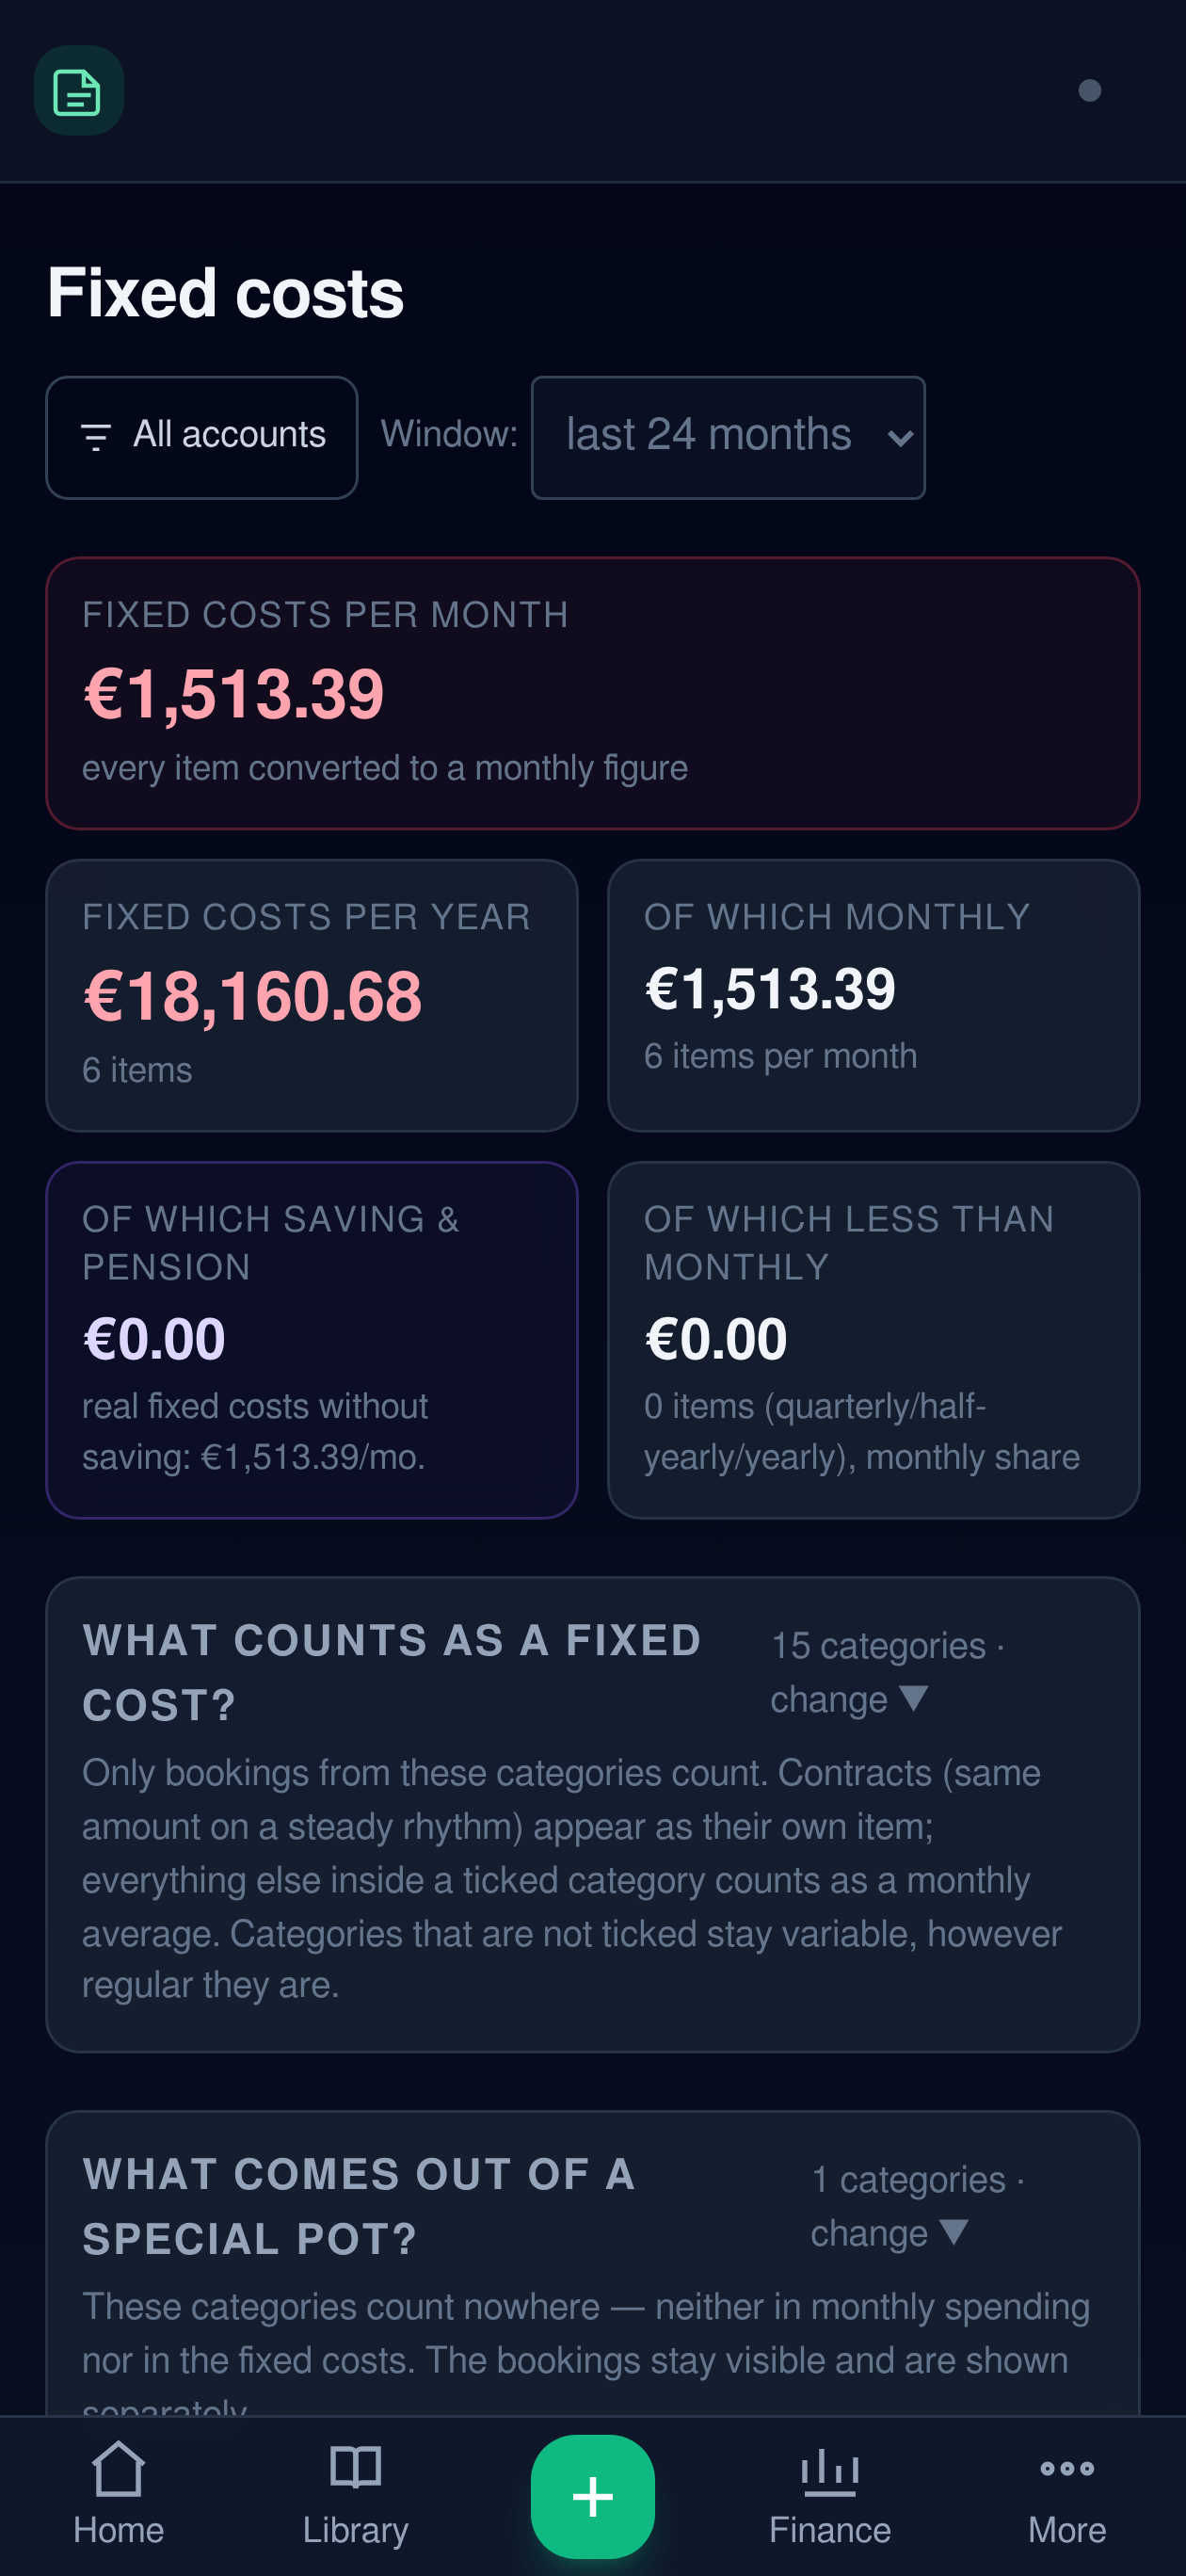 Fixed costs
All accounts
Window:
last 24 months
FIXED COSTS PER MONTH
€1,513.39
every item converted to a monthly figure
FIXED COSTS PER YEAR
€18,160.68
6 items
OF WHICH MONTHLY
€1,513.39
6 items per month
OF WHICH SAVING &
PENSION
€0.00
real fixed costs without
saving: €1,513.39/mo.
OF WHICH LESS THAN
MONTHLY
€0.00
0 items (quarterly/half-
yearly/yearly), monthly share
WHAT COUNTS AS A FIXED
COST?
15 categories ·
change ▼
Only bookings from these categories count. Contracts (same
amount on a steady rhythm) appear as their own item;
everything else inside a ticked category counts as a monthly
average. Categories that are not ticked stay variable, however
regular they are.
WHAT COMES OUT OF A
SPECIAL POT?
1 categories ·
change ▼
These categories count nowhere — neither in monthly spending
nor in the fixed costs. The bookings stay visible and are shown
separately.
Home
Library
Finance
More